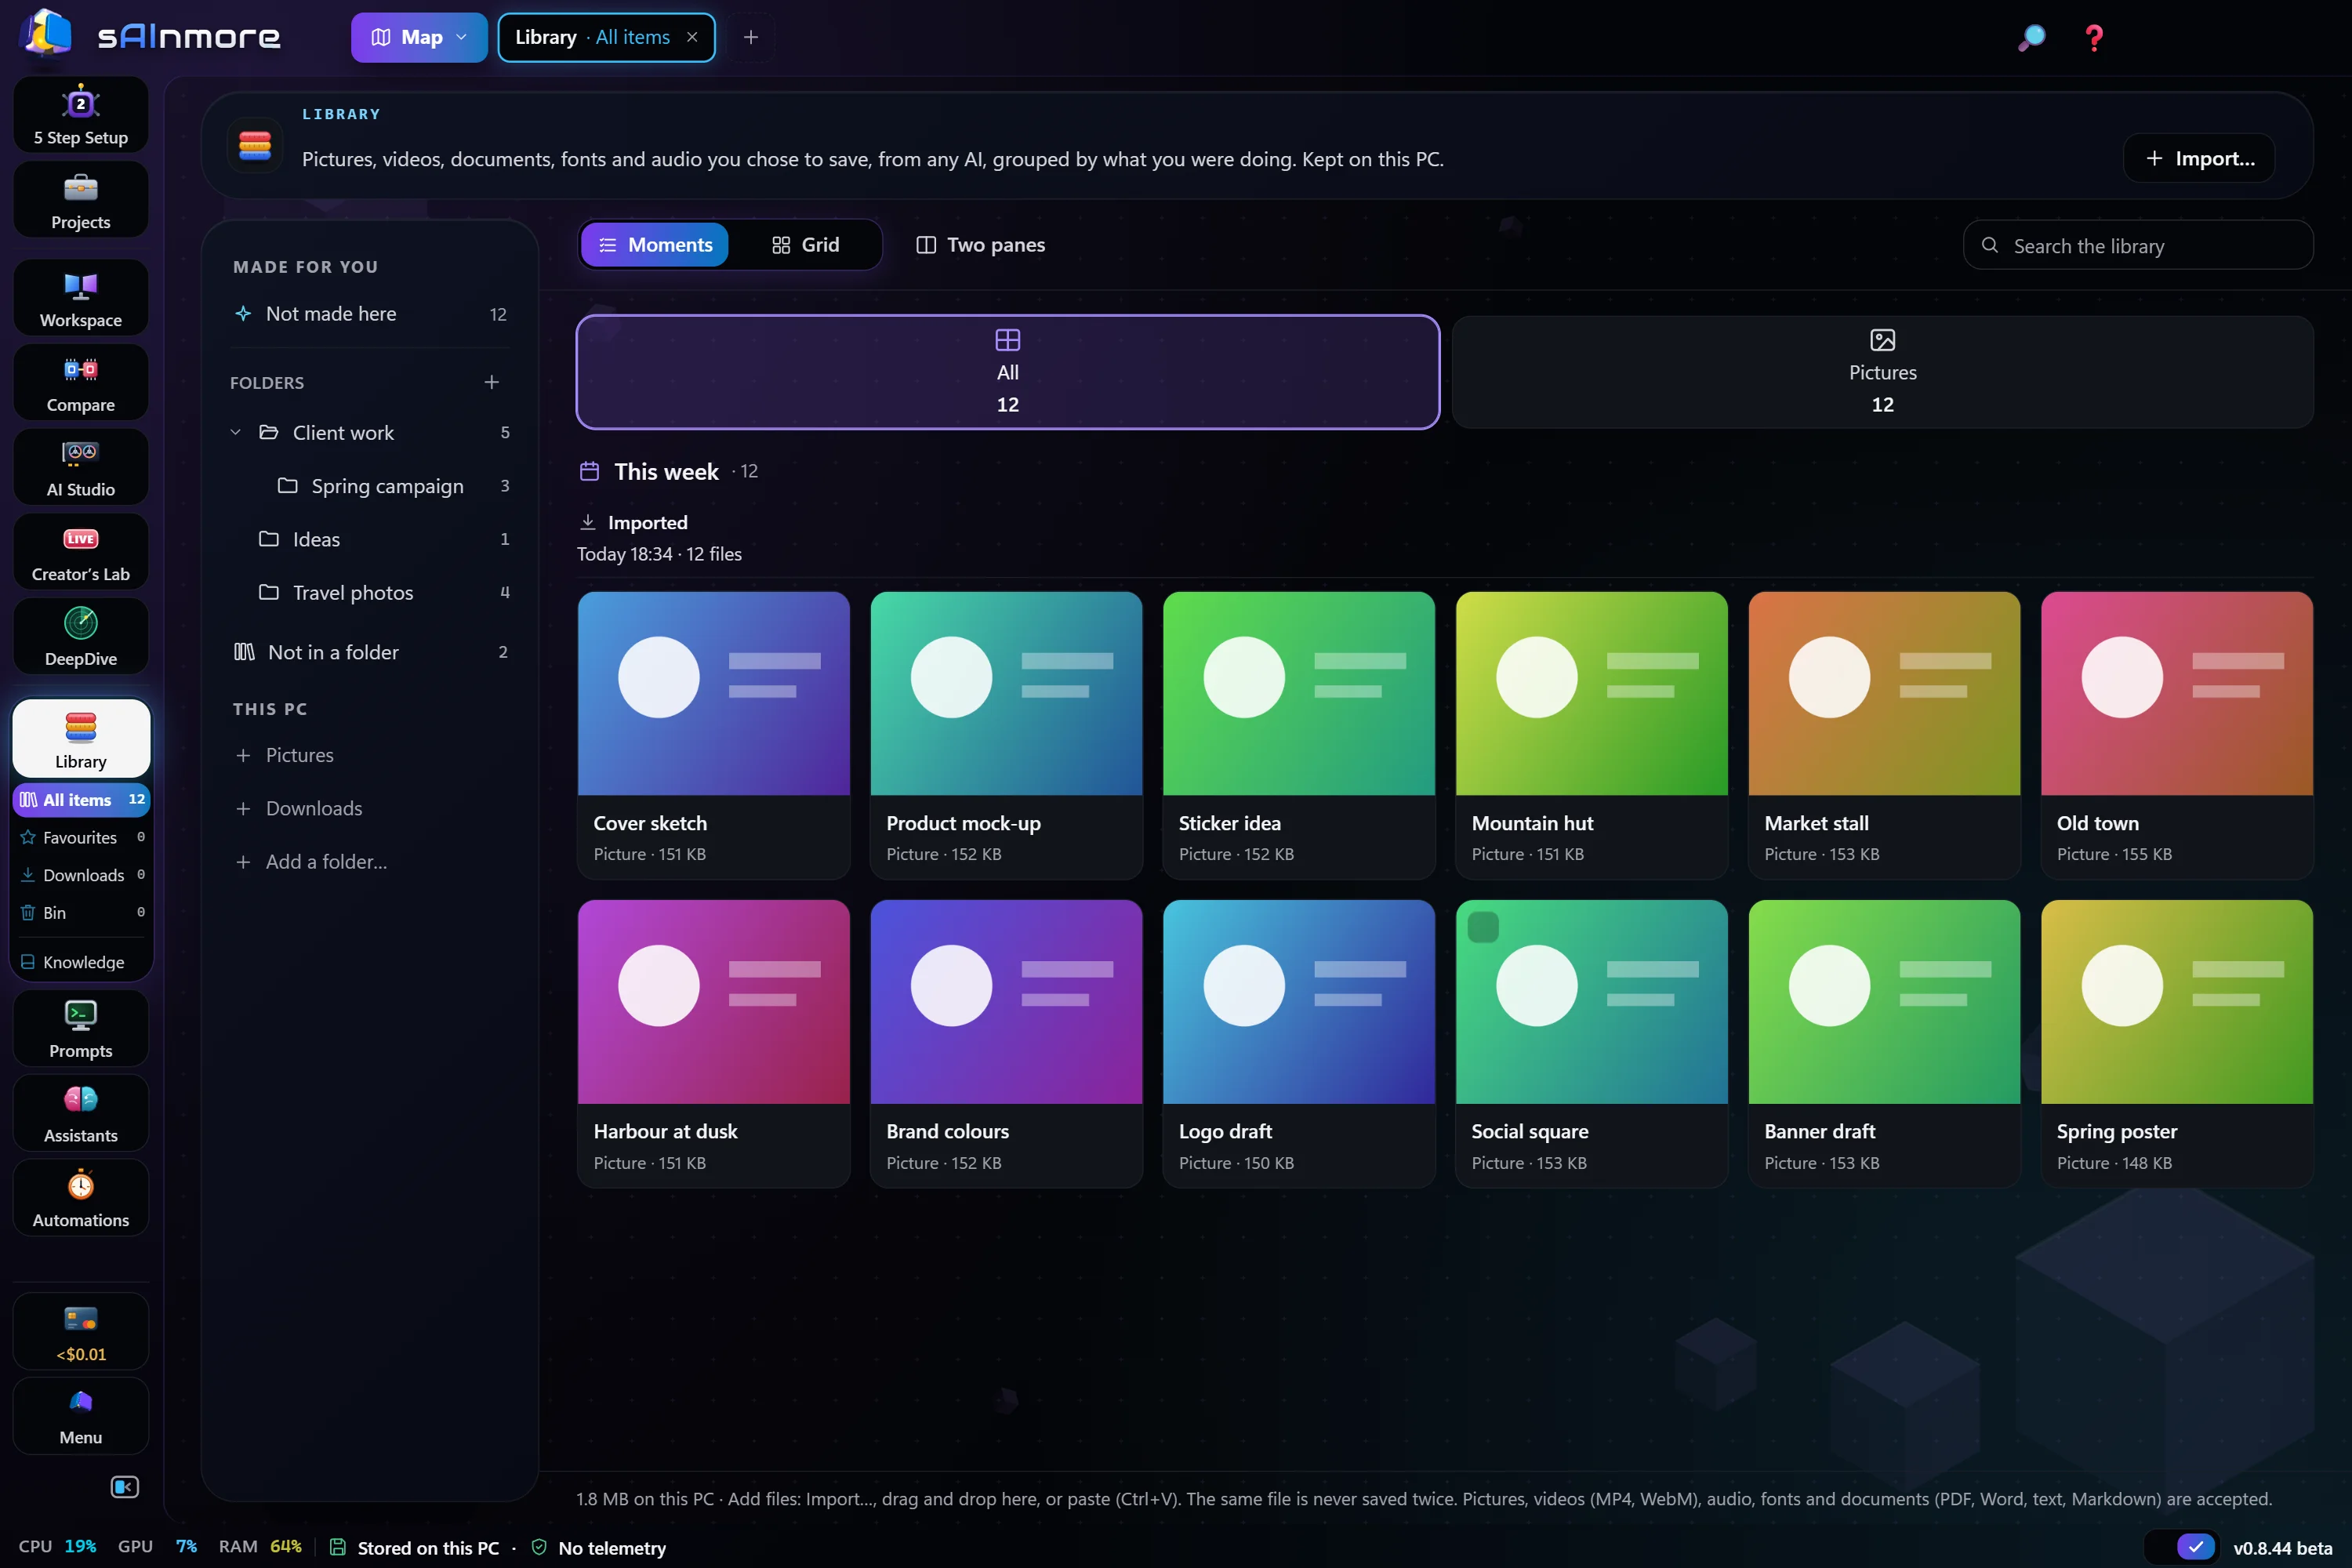 sAInmore
Map
Library · All items
LIBRARY
Pictures, videos, documents, fonts and audio you chose to save, from any AI, grouped by what you were doing. Kept on this PC.
Import...
2
5 Step Setup
Projects
Workspace
Compare
AI Studio
LIVE
Creator's Lab
DeepDive
Library
All items 12
Favourites 0
Downloads 0
Bin 0
Knowledge
Prompts
Assistants
Automations
<$0.01
Menu
MADE FOR YOU
Not made here 12
FOLDERS
Client work 5
Spring campaign 3
Ideas 1
Travel photos 4
Not in a folder 2
THIS PC
Pictures
Downloads
Add a folder...
Moments
Grid
Two panes
Search the library
All
12
Pictures
12
This week · 12
Imported
Today 18:34 · 12 files
Cover sketch
Picture · 151 KB
Product mock-up
Picture · 152 KB
Sticker idea
Picture · 152 KB
Mountain hut
Picture · 151 KB
Market stall
Picture · 153 KB
Old town
Picture · 155 KB
Harbour at dusk
Picture · 151 KB
Brand colours
Picture · 152 KB
Logo draft
Picture · 150 KB
Social square
Picture · 153 KB
Banner draft
Picture · 153 KB
Spring poster
Picture · 148 KB
1.8 MB on this PC · Add files: Import..., drag and drop here, or paste (Ctrl+V). The same file is never saved twice. Pictures, videos (MP4, WebM), audio, fonts and documents (PDF, Word, text, Markdown) are accepted.
CPU 19% GPU 7% RAM 64% Stored on this PC · No telemetry
v0.8.44 beta